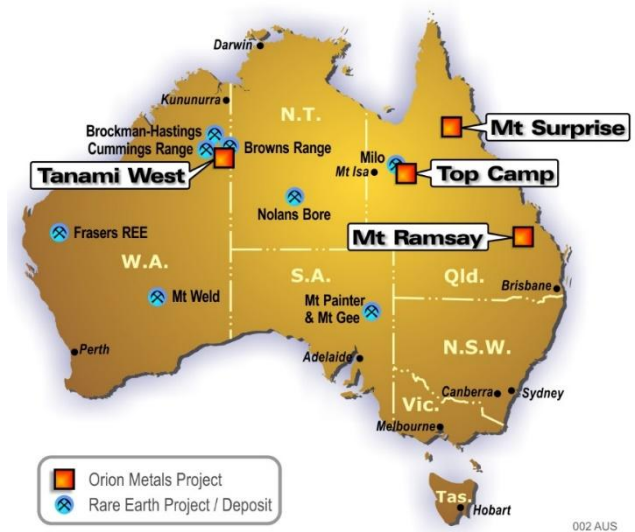 Darwin
Kununurra
N.T.
Brockman-Hastings
Cummings Range
Browns Range
Tanami West
Mt Surprise
Milo
Mt Isa
Top Camp
Nolans Bore
Mt Ramsay
Frasers REE
W.A.
S.A.
Qld.
Brisbane
Mt Weld
Mt Painter
& Mt Gee
N.S.W.
Perth
Adelaide
Canberra
Sydney
Vic.
Melbourne
Orion Metals Project
Rare Earth Project / Deposit
Tas.
Hobart
002 AUS